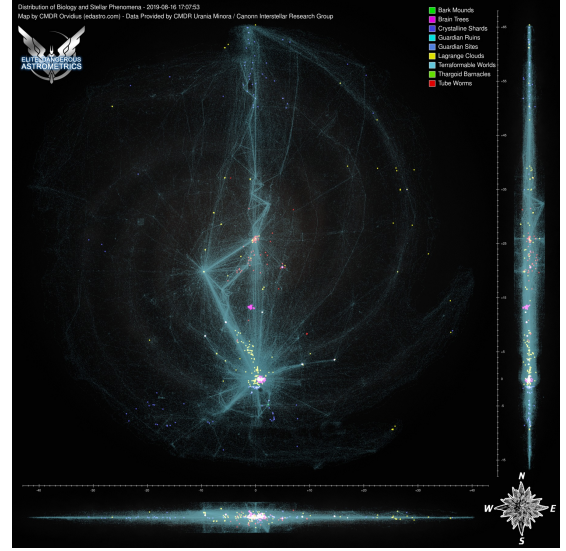 Distribution of Biology and Stellar Phenomena - 2019-08-16 17:07:53
Map by CMDR Orvidius (edastro.com) - Data Provided by CMDR Urania Minora / Canonn Interstellar Research Group
ELITE DANGEROUS
ASTROMETRICS
Bark Mounds
Brain Trees
Crystalline Shards
Guardian Ruins
Guardian Sites
Lagrange Clouds
Terraformable Worlds
Thargoid Barnacles
Tube Worms
N
W
E
S